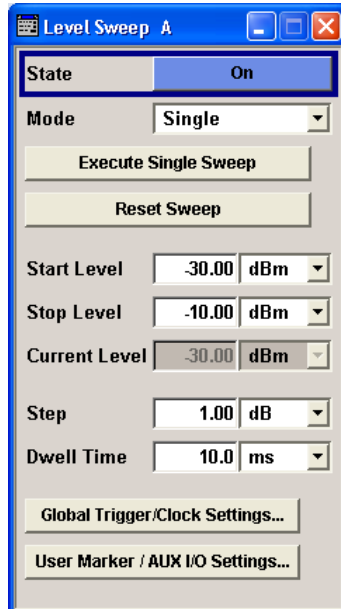 Level Sweep A
State On
Mode Single
Execute Single Sweep
Reset Sweep
Start Level -30.00 dBm
Stop Level -10.00 dBm
Current Level -30.00 dBm
Step 1.00 dB
Dwell Time 10.0 ms
Global Trigger/Clock Settings...
User Marker / AUX I/O Settings...